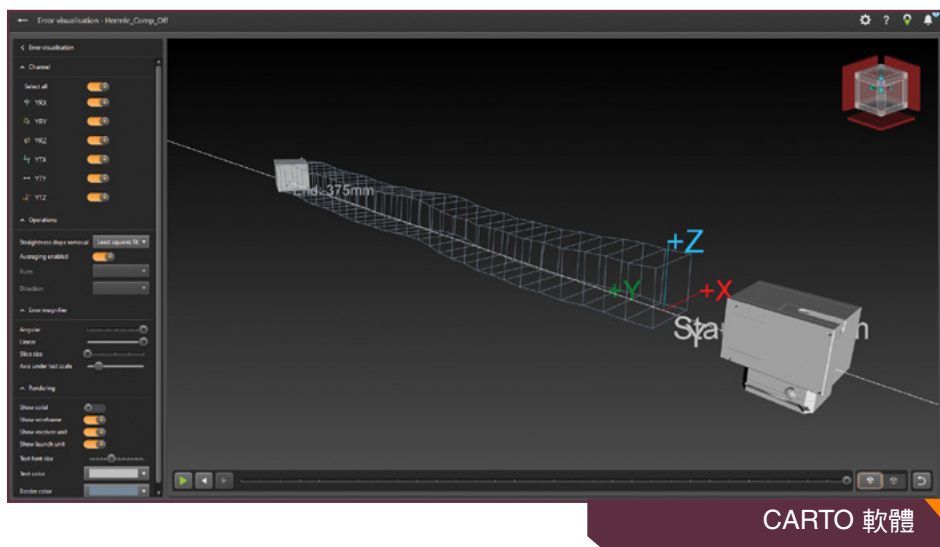 Error visualisation - Hermle_Comp_Off
Error visualisation
Channel
Select all
YRX
YRY
YRZ
YTX
YTY
YTZ
Operations
Straightness slope removal
Least squares fit
Averaging enabled
Runs
Direction
Error magnifier
Angular
Linear
Slice size
Axis under test scale
Rendering
Show solid
Show wireframe
Show receiver unit
Show launch unit
Text font size
Text color
Border color
End: 375mm
+Z
+Y
+X
CARTO 軟體